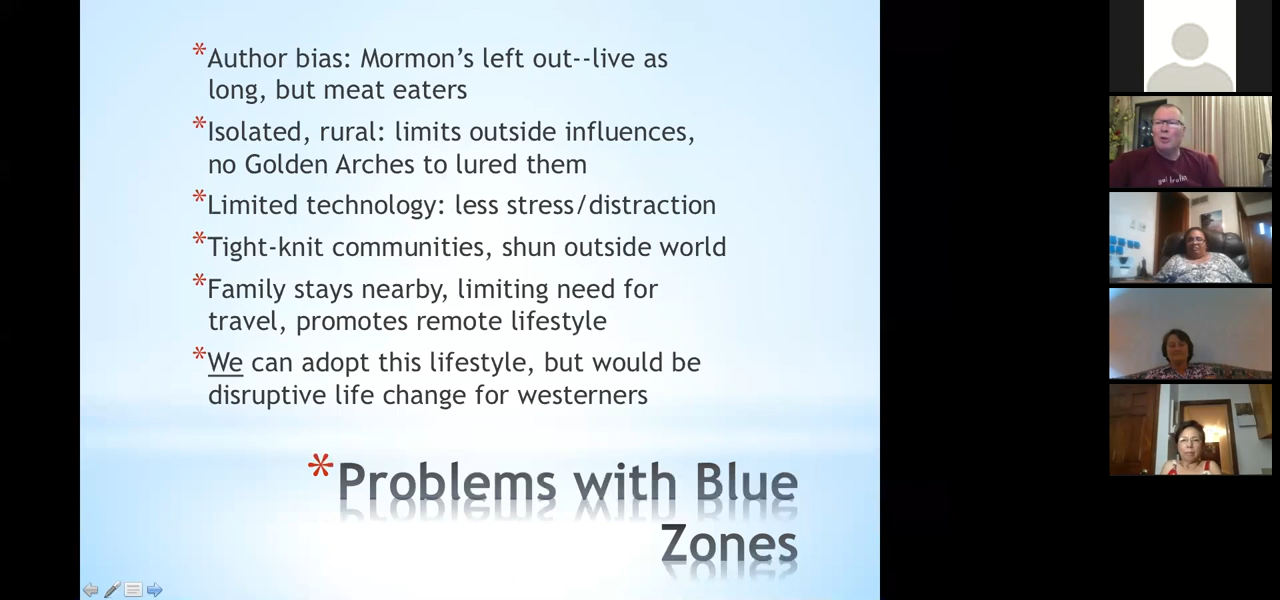 *Author bias: Mormon's left out--live as
long, but meat eaters
*Isolated, rural: limits outside influences,
no Golden Arches to lured them
*Limited technology: less stress/distraction
*Tight-knit communities, shun outside world
*Family stays nearby, limiting need for
travel, promotes remote lifestyle
*We can adopt this lifestyle, but would be
disruptive life change for westerners
*Problems with Blue
Zones